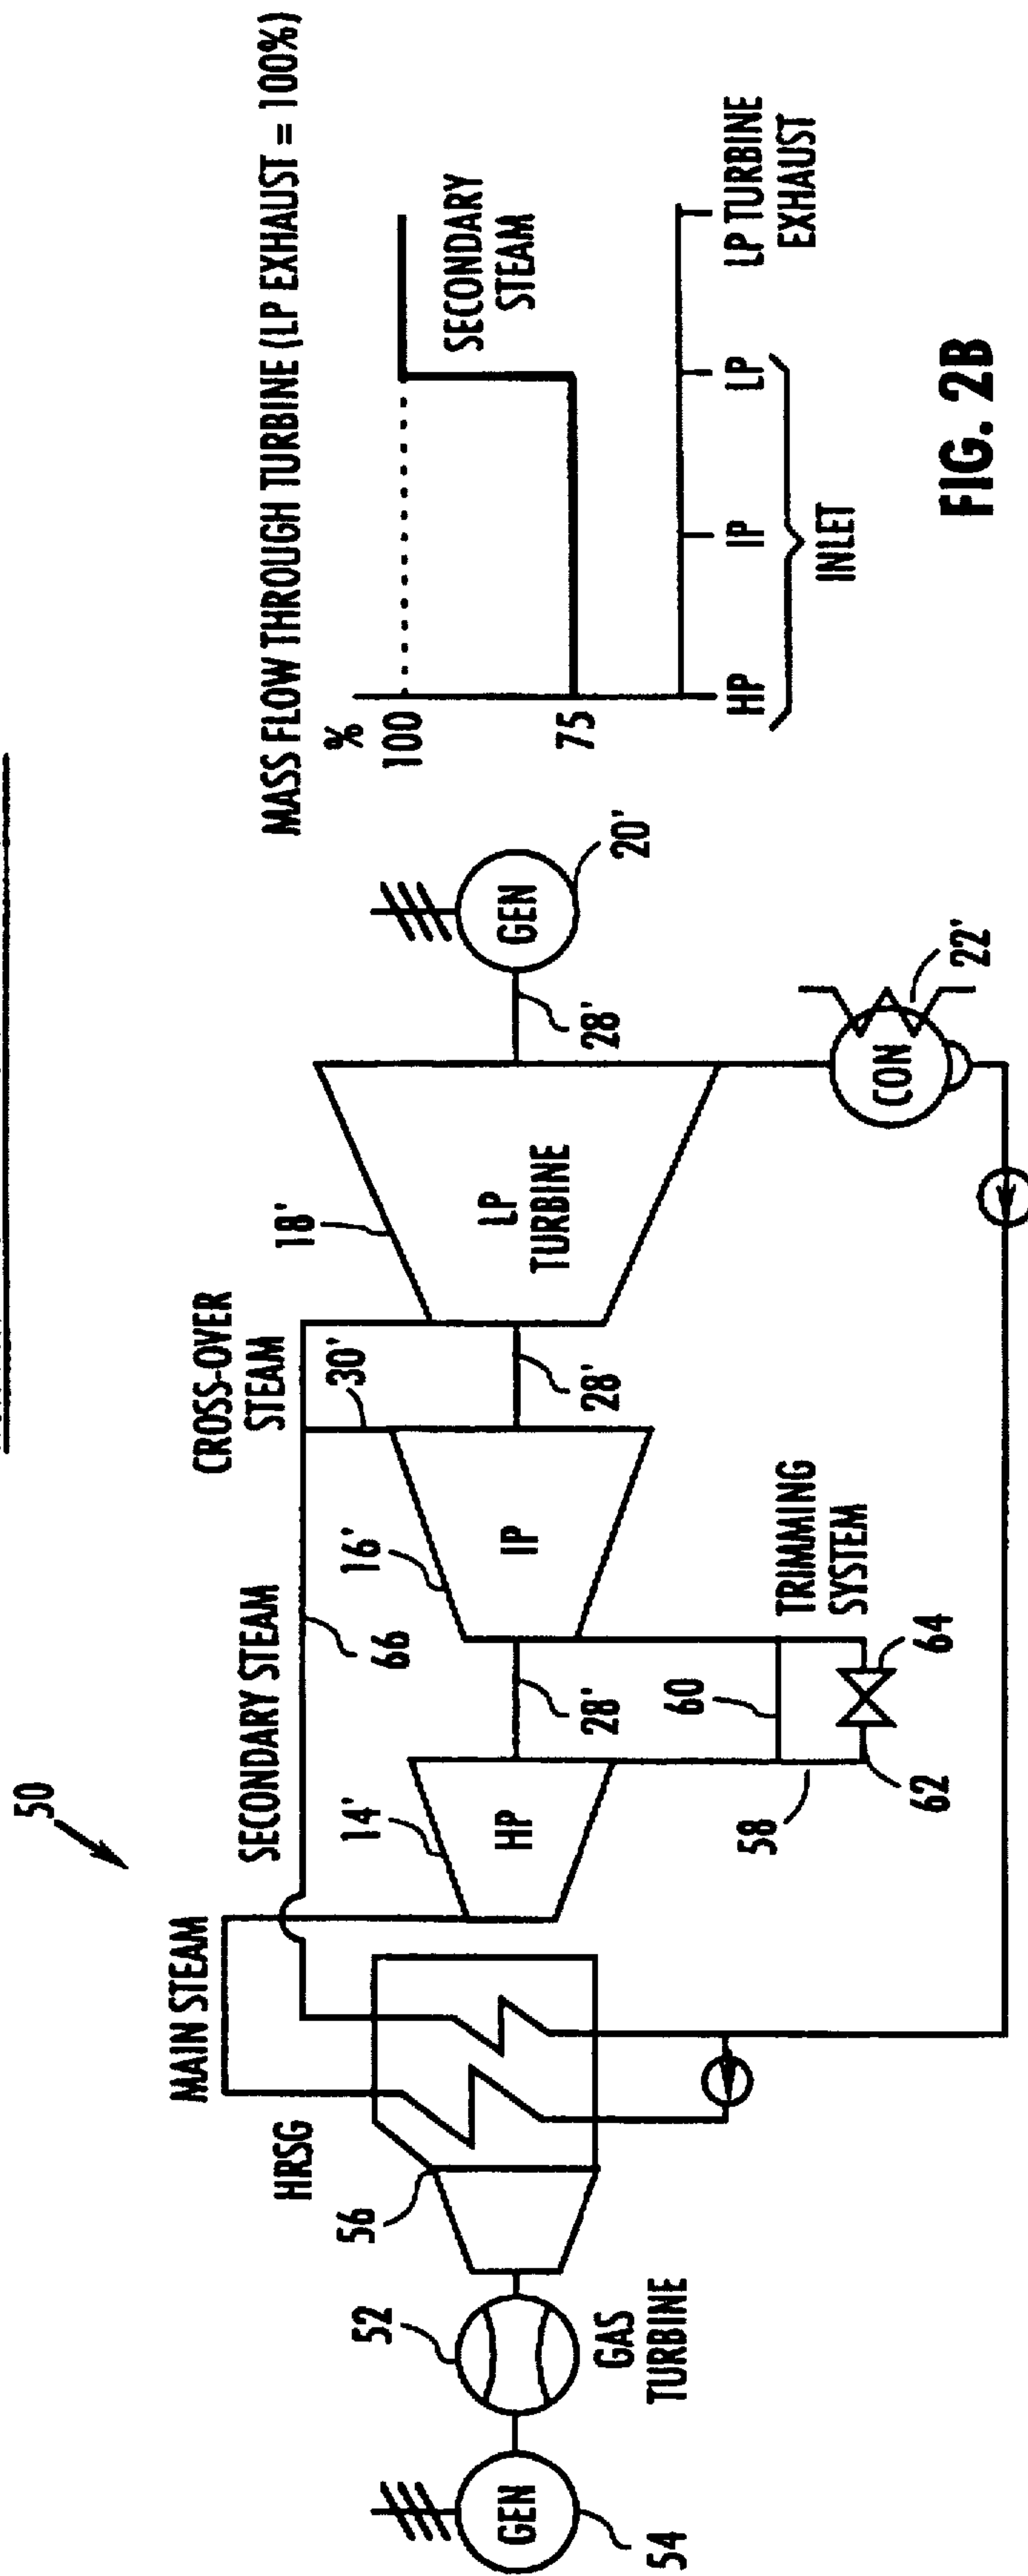 50
MASS FLOW THROUGH TURBINE (LP EXHAUST = 100%)
%
100
75
SECONDARY
STEAM
HP
IP
LP
INLET
LP TURBINE
EXHAUST
MAIN STEAM
SECONDARY STEAM
66
CROSS-OVER
STEAM
30'
18'
HRSG
56
52
GAS
TURBINE
GEN
54
14'
HP
28'
16'
IP
28'
LP
TURBINE
28'
GEN
20'
58
60
62
64
TRIMMING
SYSTEM
CON
22'
FIG. 2B